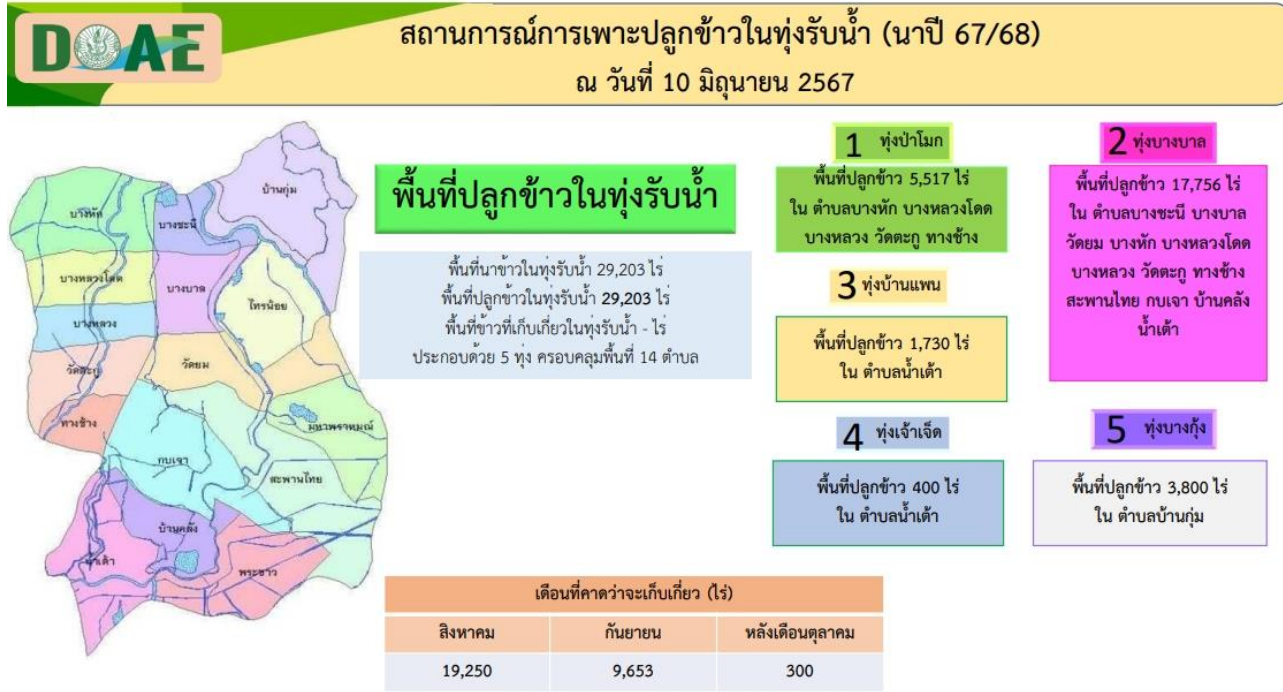 DOAE
สถานการณ์การเพาะปลูกข้าวในทุ่งรับน้ำ (นาปี 67/68)
ณ วันที่ 10 มิถุนายน 2567
บ้านกุ่ม
บางหัก
บางชะนี
บางหลวงโดด
บางบาล
ไทรน้อย
บางหลวง
วัดตะกู
วัดยม
ทางช้าง
มหาพราหมณ์
กบเจา
สะพานไทย
บ้านคลัง
น้ำเต้า
พระขาว
พื้นที่ปลูกข้าวในทุ่งรับน้ำ
พื้นที่นาข้าวในทุ่งรับน้ำ 29,203 ไร่
พื้นที่ปลูกข้าวในทุ่งรับน้ำ 29,203 ไร่
พื้นที่ข้าวที่เก็บเกี่ยวในทุ่งรับน้ำ - ไร่
ประกอบด้วย 5 ทุ่ง ครอบคลุมพื้นที่ 14 ตำบล
1 ทุ่งป่าโมก
พื้นที่ปลูกข้าว 5,517 ไร่
ใน ตำบลบางหัก บางหลวงโดด
บางหลวง วัดตะกู ทางช้าง
2 ทุ่งบางบาล
พื้นที่ปลูกข้าว 17,756 ไร่
ใน ตำบลบางชะนี บางบาล
วัดยม บางหัก บางหลวงโดด
บางหลวง วัดตะกู ทางช้าง
สะพานไทย กบเจา บ้านคลัง
น้ำเต้า
3 ทุ่งบ้านแพน
พื้นที่ปลูกข้าว 1,730 ไร่
ใน ตำบลน้ำเต้า
4 ทุ่งเจ้าเจ็ด
พื้นที่ปลูกข้าว 400 ไร่
ใน ตำบลน้ำเต้า
5 ทุ่งบางกุ้ง
พื้นที่ปลูกข้าว 3,800 ไร่
ใน ตำบลบ้านกุ่ม
เดือนที่คาดว่าจะเก็บเกี่ยว (ไร่)
สิงหาคม กันยายน หลังเดือนตุลาคม
19,250 9,653 300